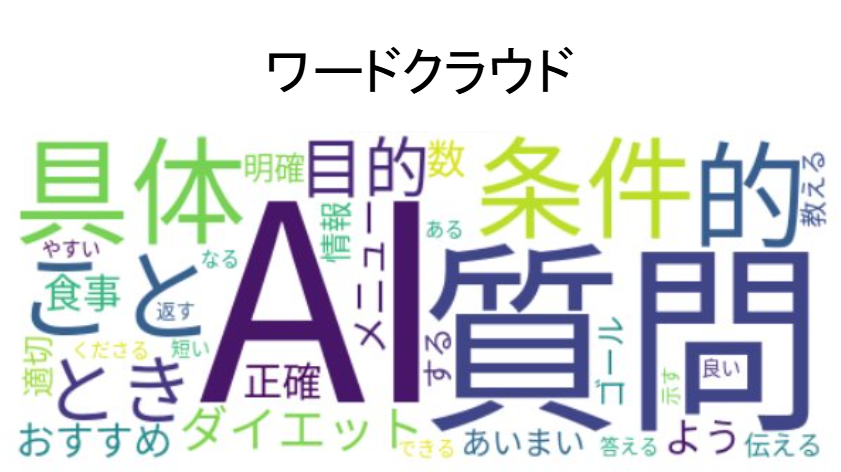 ワードクラウド
具体
明確
目的
数
条件
的
教える
やすい
こと
なる
AI
情報
メニュー
ある
質問
食事
返す
適切
くださる
短い
とき
正確
する
ゴール
示す
良い
おすすめ
ダイエット
できる
あいまい
答える
よう
伝える